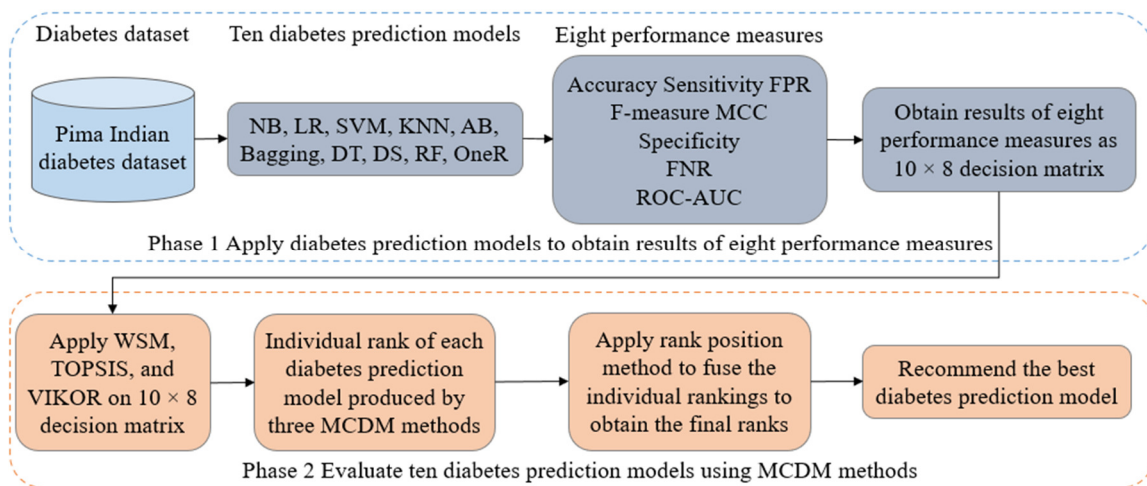 Diabetes dataset
Ten diabetes prediction models
Eight performance measures
Pima Indian
diabetes dataset
NB, LR, SVM, KNN, AB,
Bagging, DT, DS, RF, OneR
Accuracy Sensitivity FPR
F-measure MCC
Specificity
FNR
ROC-AUC
Obtain results of eight
performance measures as
10 × 8 decision matrix
Phase 1 Apply diabetes prediction models to obtain results of eight performance measures
Apply WSM,
TOPSIS, and
VIKOR on 10 × 8
decision matrix
Individual rank of each
diabetes prediction
model produced by
three MCDM methods
Apply rank position
method to fuse the
individual rankings to
obtain the final ranks
Recommend the best
diabetes prediction model
Phase 2 Evaluate ten diabetes prediction models using MCDM methods